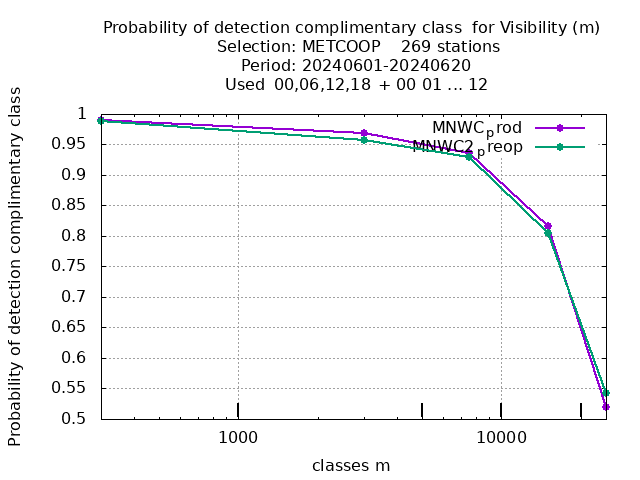 Probability of detection complimentary class  for Visibility (m)
Selection: METCOOP    269 stations
Period: 20240601-20240620
Used  00,06,12,18 + 00 01 ... 12
Probability of detection complimentary class
1
0.95
0.9
0.85
0.8
0.75
0.7
0.65
0.6
0.55
0.5
MNWCprod
MNWC2preop
1000
10000
classes m